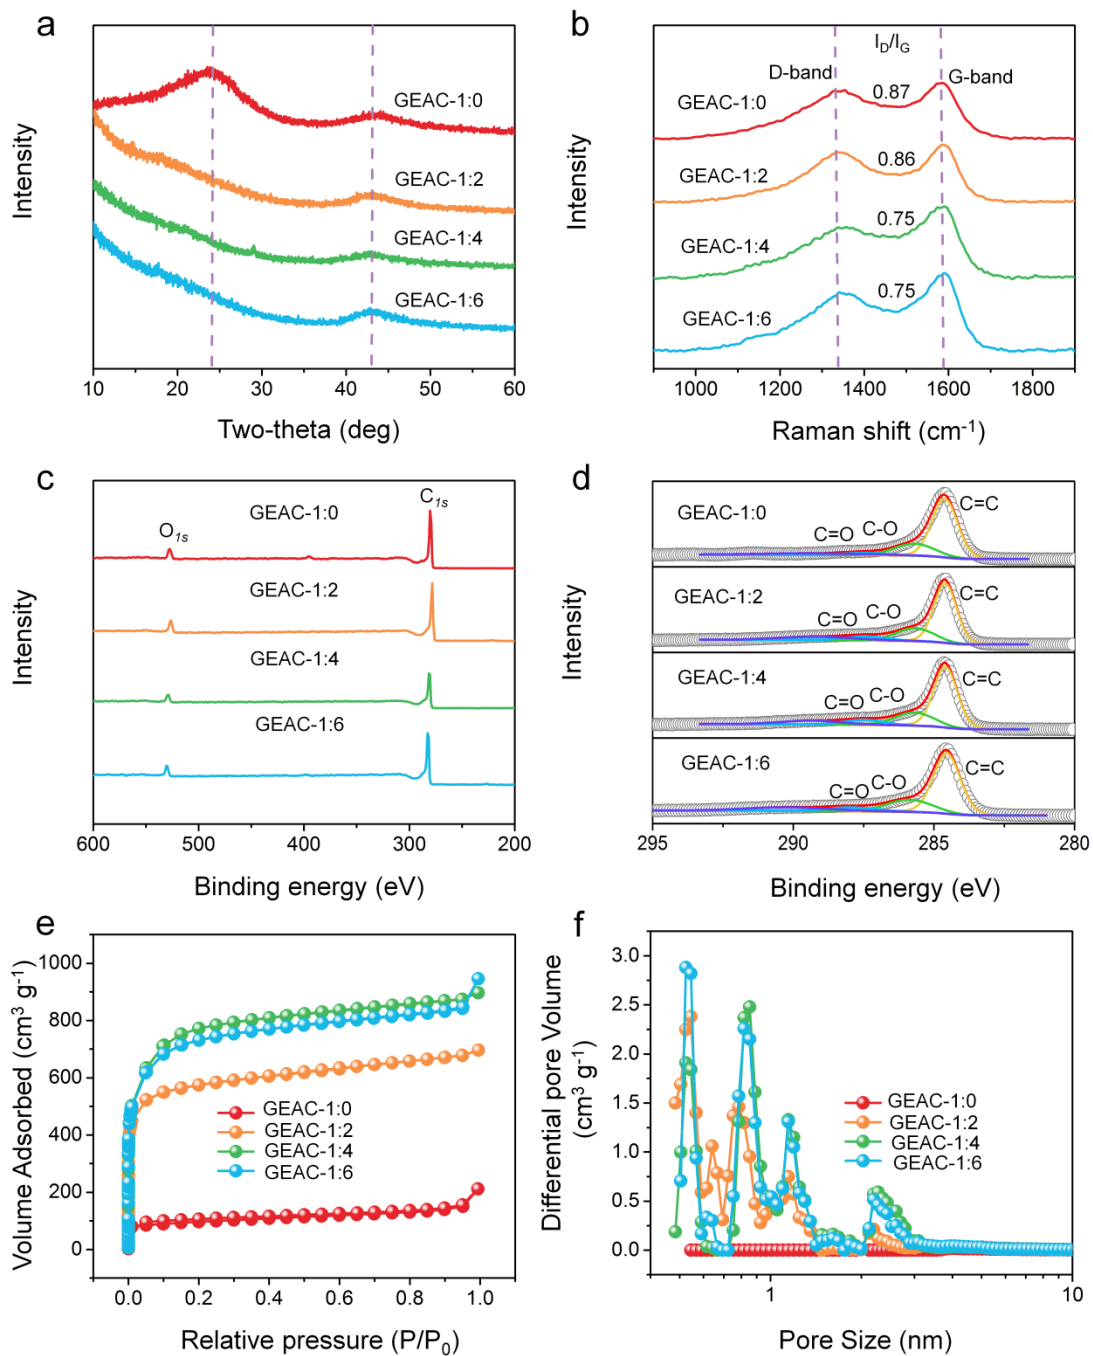 a
GEAC-1:0
GEAC-1:2
GEAC-1:4
GEAC-1:6
Intensity
10 20 30 40 50 60
Two-theta (deg)
b
I_D/I_G
D-band
G-band
GEAC-1:0
0.87
GEAC-1:2
0.86
GEAC-1:4
0.75
GEAC-1:6
0.75
Intensity
1000 1200 1400 1600 1800
Raman shift (cm⁻¹)
c
C1s
GEAC-1:0
O1s
GEAC-1:2
GEAC-1:4
GEAC-1:6
Intensity
600 500 400 300 200
Binding energy (eV)
d
GEAC-1:0
C=O C-O C=C
GEAC-1:2
C=O C-O C=C
GEAC-1:4
C=O C-O C=C
GEAC-1:6
C=O C-O C=C
Intensity
295 290 285 280
Binding energy (eV)
e
Volume Adsorbed (cm³ g⁻¹)
1000
800
600
400
200
0
GEAC-1:0
GEAC-1:2
GEAC-1:4
GEAC-1:6
0.0 0.2 0.4 0.6 0.8 1.0
Relative pressure (P/P₀)
f
Differential pore Volume
(cm³ g⁻¹)
3.0
2.5
2.0
1.5
1.0
0.5
0.0
GEAC-1:0
GEAC-1:2
GEAC-1:4
GEAC-1:6
1 10
Pore Size (nm)